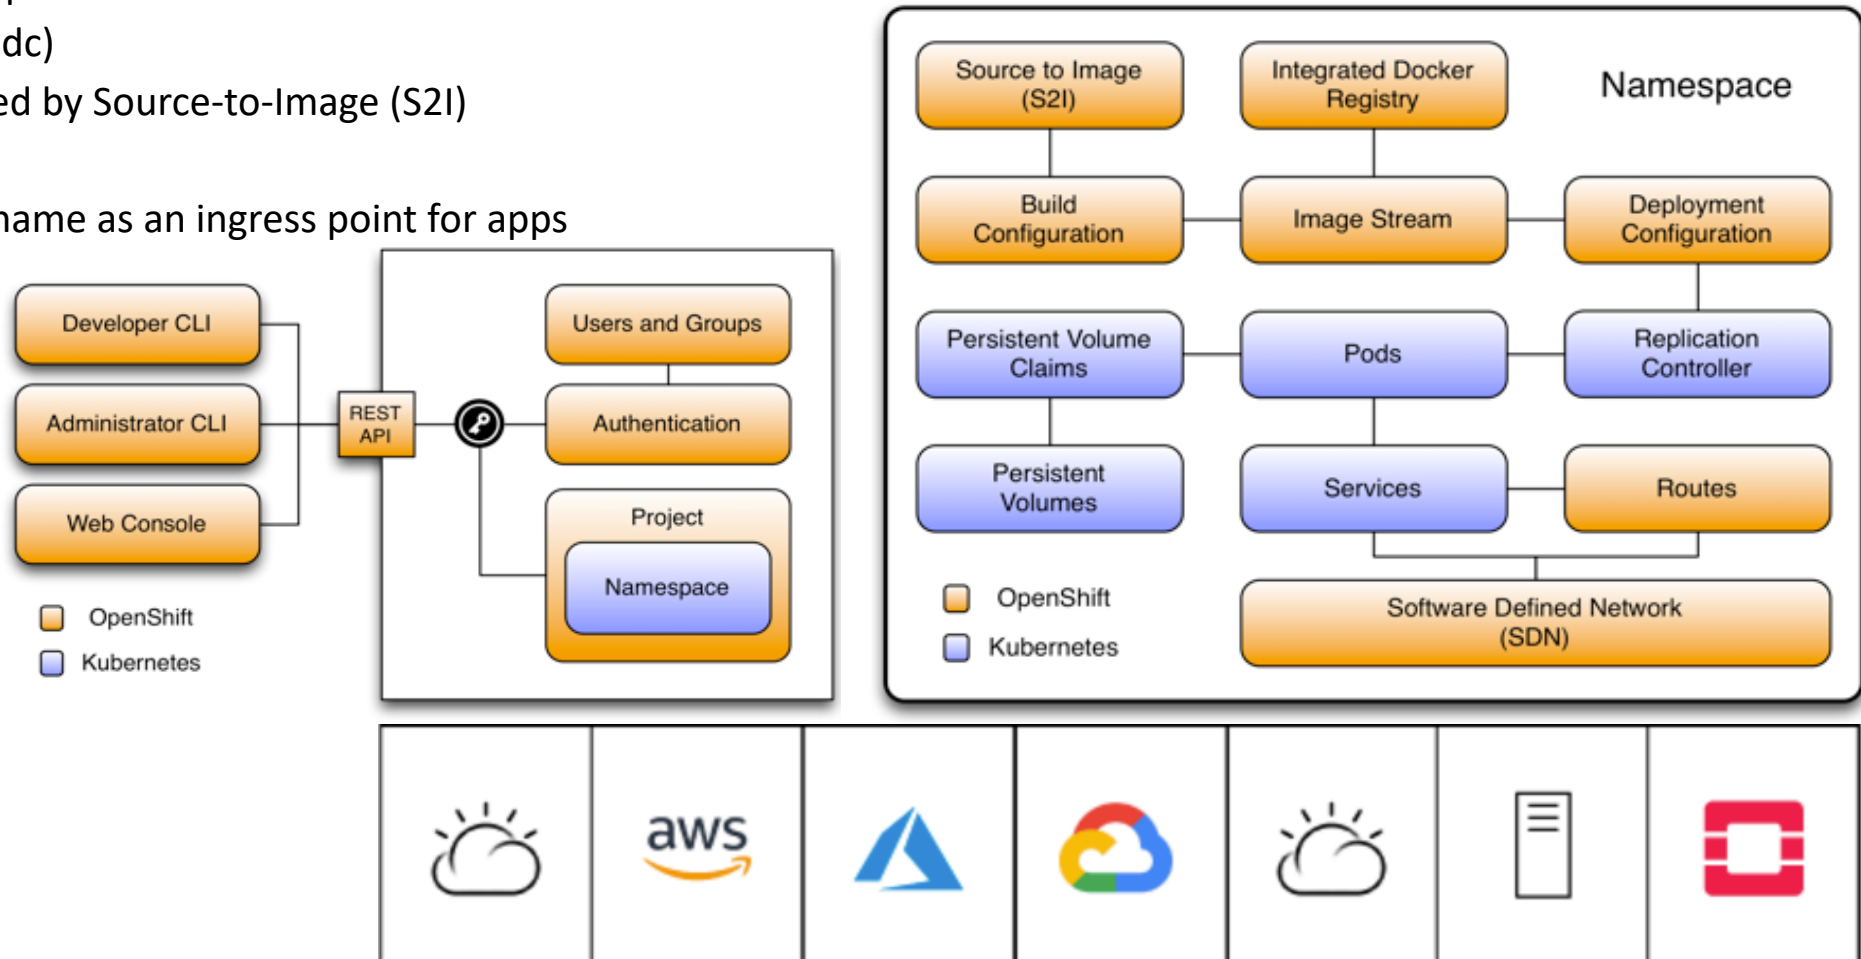 dc)
ed by Source-to-Image (S2I)
name as an ingress point for apps
Developer CLI
Administrator CLI
Web Console
OpenShift
Kubernetes
REST
API
Users and Groups
Authentication
Project
Namespace
Source to Image
(S2I)
Integrated Docker
Registry
Namespace
Build
Configuration
Image Stream
Deployment
Configuration
Persistent Volume
Claims
Pods
Replication
Controller
Persistent
Volumes
Services
Routes
OpenShift
Kubernetes
Software Defined Network
(SDN)
aws